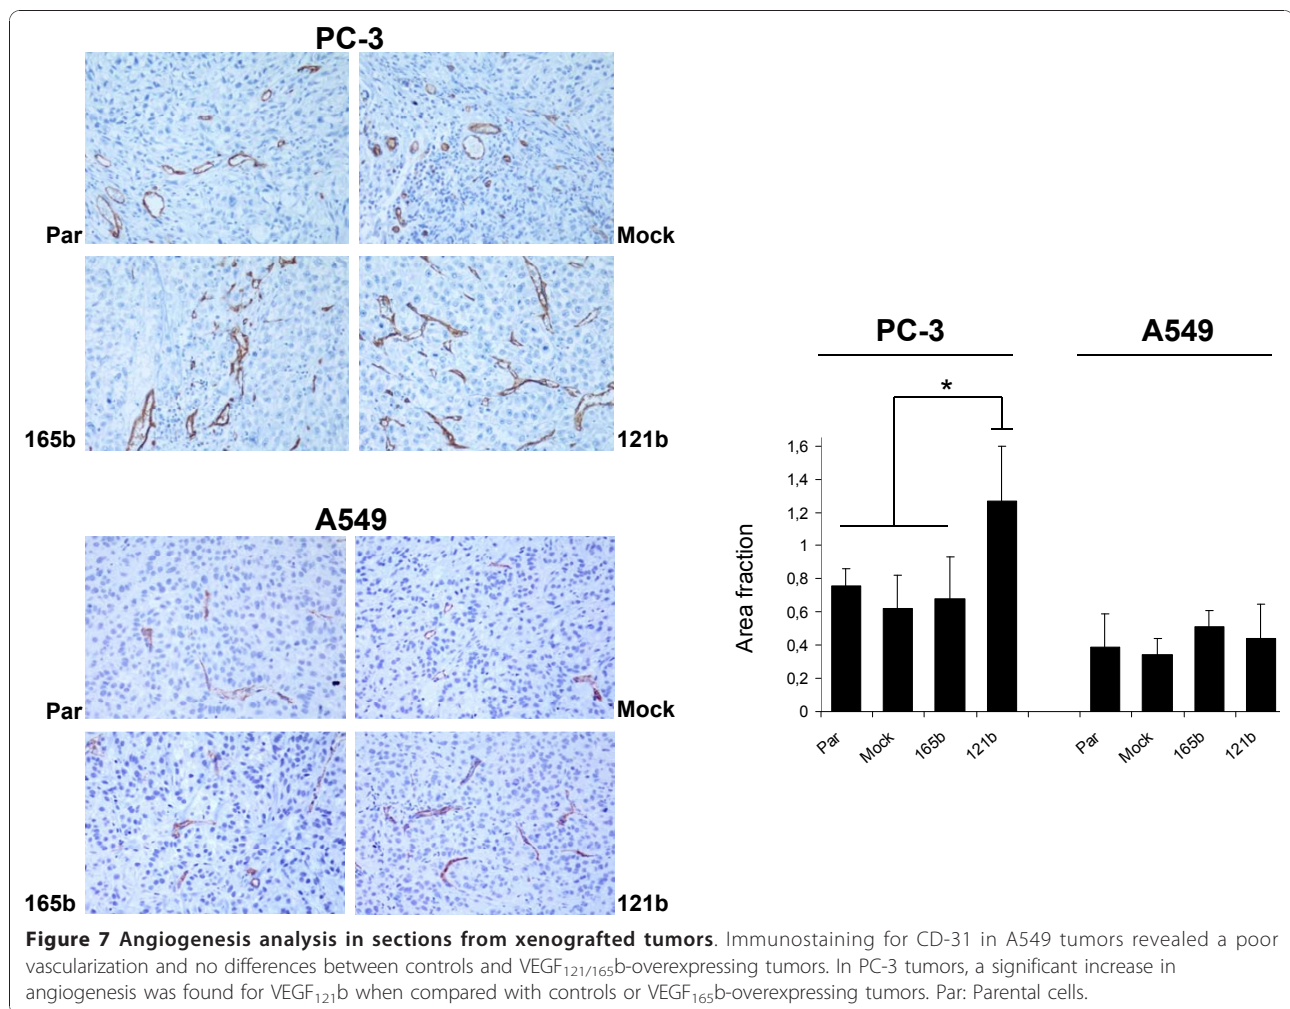 PC-3
Par
Mock
165b
121b
A549
Par
Mock
165b
121b
PC-3
A549
*
Area fraction
1,6
1,4
1,2
1
0,8
0,6
0,4
0,2
0
Par
Mock
165b
121b
Par
Mock
165b
121b
Figure 7 Angiogenesis analysis in sections from xenografted tumors. Immunostaining for CD-31 in A549 tumors revealed a poor
vascularization and no differences between controls and VEGF121/165b-overexpressing tumors. In PC-3 tumors, a significant increase in
angiogenesis was found for VEGF121b when compared with controls or VEGF165b-overexpressing tumors. Par: Parental cells.